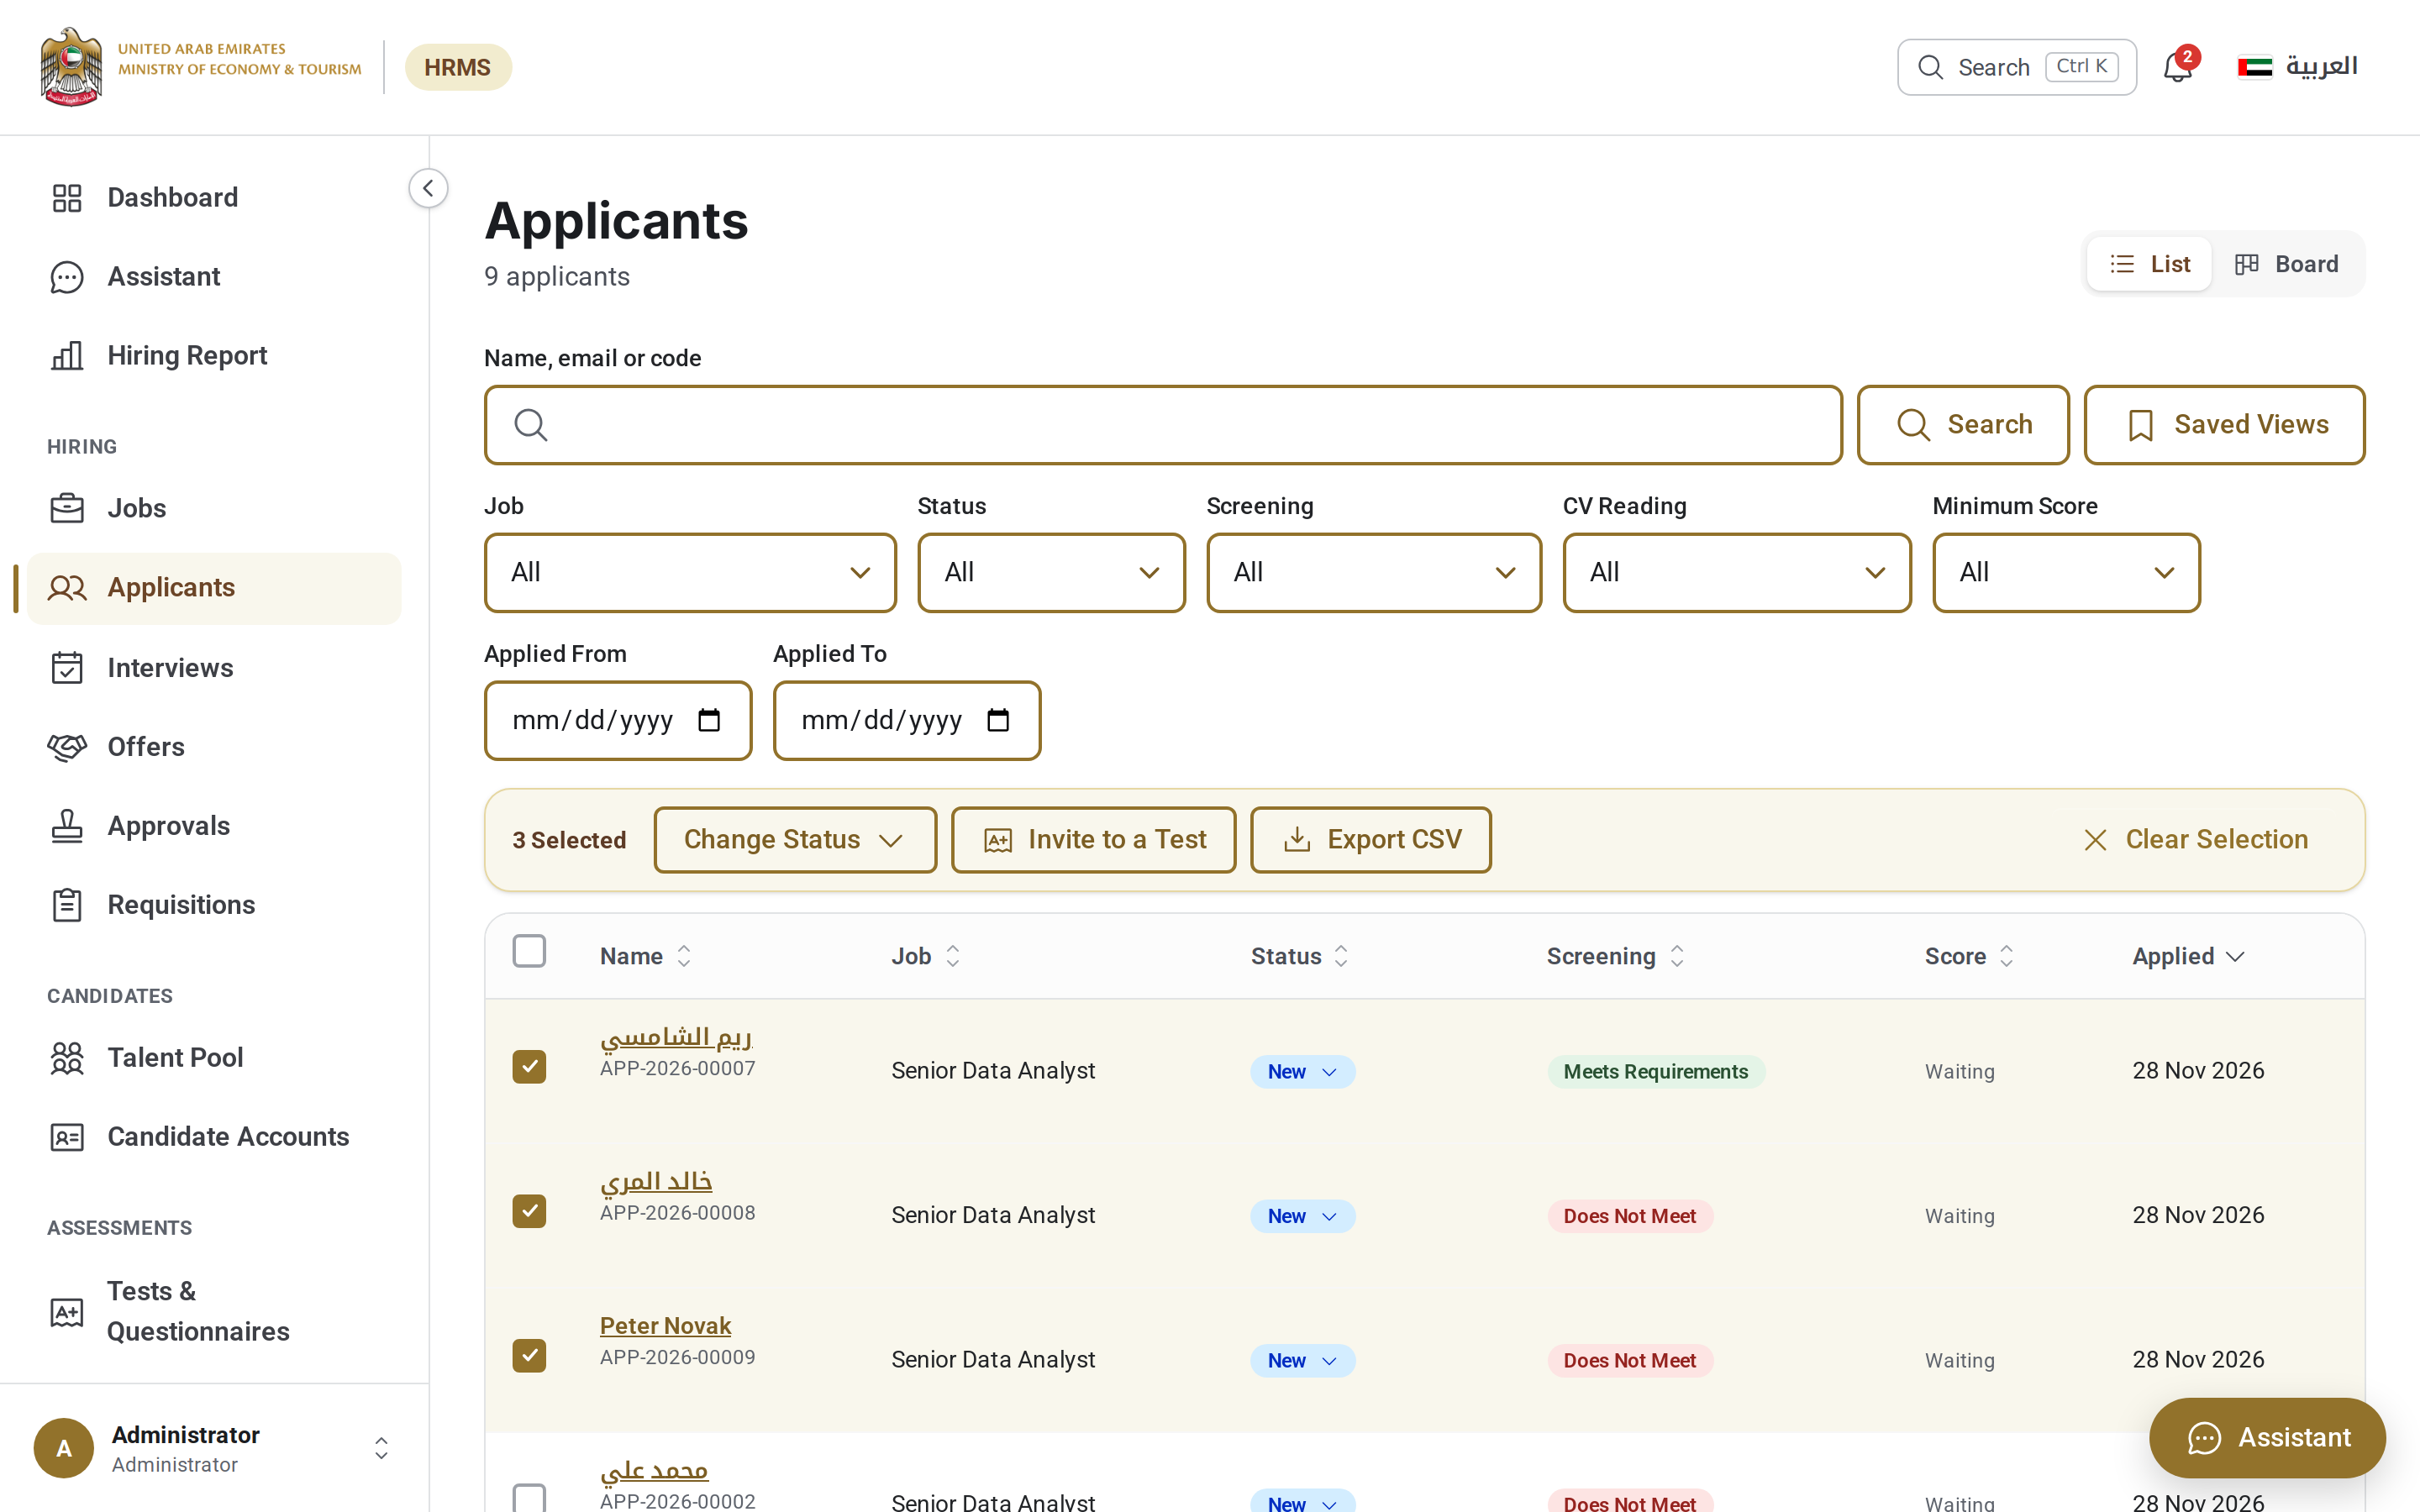 UNITED ARAB EMIRATES
MINISTRY OF ECONOMY & TOURISM
HRMS
Search Ctrl K
2
العربية
Dashboard
Assistant
Hiring Report
HIRING
Jobs
Applicants
Interviews
Offers
Approvals
Requisitions
CANDIDATES
Talent Pool
Candidate Accounts
ASSESSMENTS
Tests &
Questionnaires
A
Administrator
Administrator
Applicants
9 applicants
List Board
Name, email or code
Search Saved Views
Job Status Screening CV Reading Minimum Score
All All All All All
Applied From Applied To
mm/dd/yyyy mm/dd/yyyy
3 Selected Change Status Invite to a Test Export CSV Clear Selection
Name Job Status Screening Score Applied
ريم الشامسي
APP-2026-00007 Senior Data Analyst New Meets Requirements Waiting 28 Nov 2026
خالد المري
APP-2026-00008 Senior Data Analyst New Does Not Meet Waiting 28 Nov 2026
Peter Novak
APP-2026-00009 Senior Data Analyst New Does Not Meet Waiting 28 Nov 2026
محمد علي
APP-2026-00002 Senior Data Analyst New Does Not Meet Waiting 28 Nov 2026
Assistant